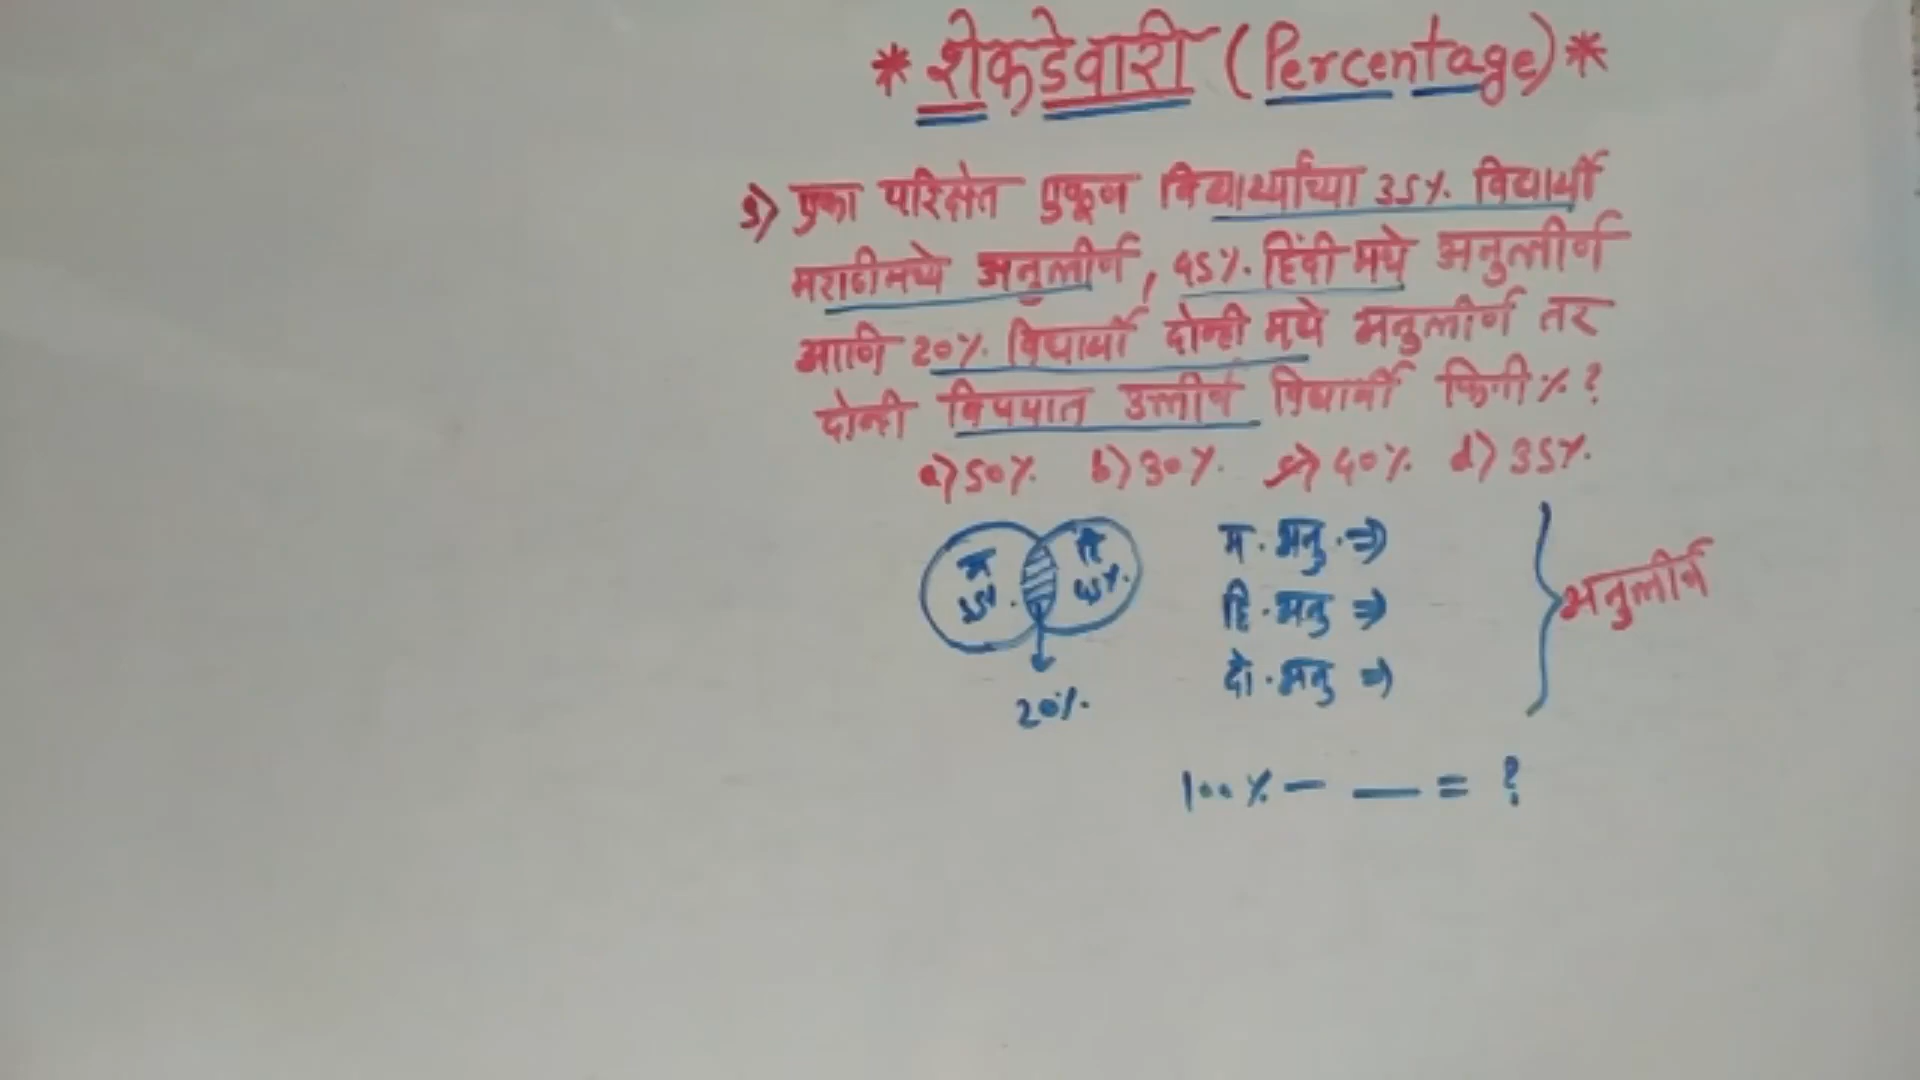 * शेकडेवारी (Percentage) *
१) एका परिक्षेत एकूण विद्यार्थ्यांच्या 35% विद्यार्थी
मराठीमध्ये अनुत्तीर्ण, 45% हिंदी मधे अनुत्तीर्ण
आणि 20% विद्यार्थी दोन्ही मधे अनुत्तीर्ण तर
दोन्ही विषयात उत्तीर्ण विद्यार्थी किती % ?
a) 50% b) 30% c) 40% d) 35%
म 35% हि 45%
20%
म. अनु. ⇒
हि. अनु ⇒
दो. अनु ⇒
अनुत्तीर्ण
100% - __ = ?